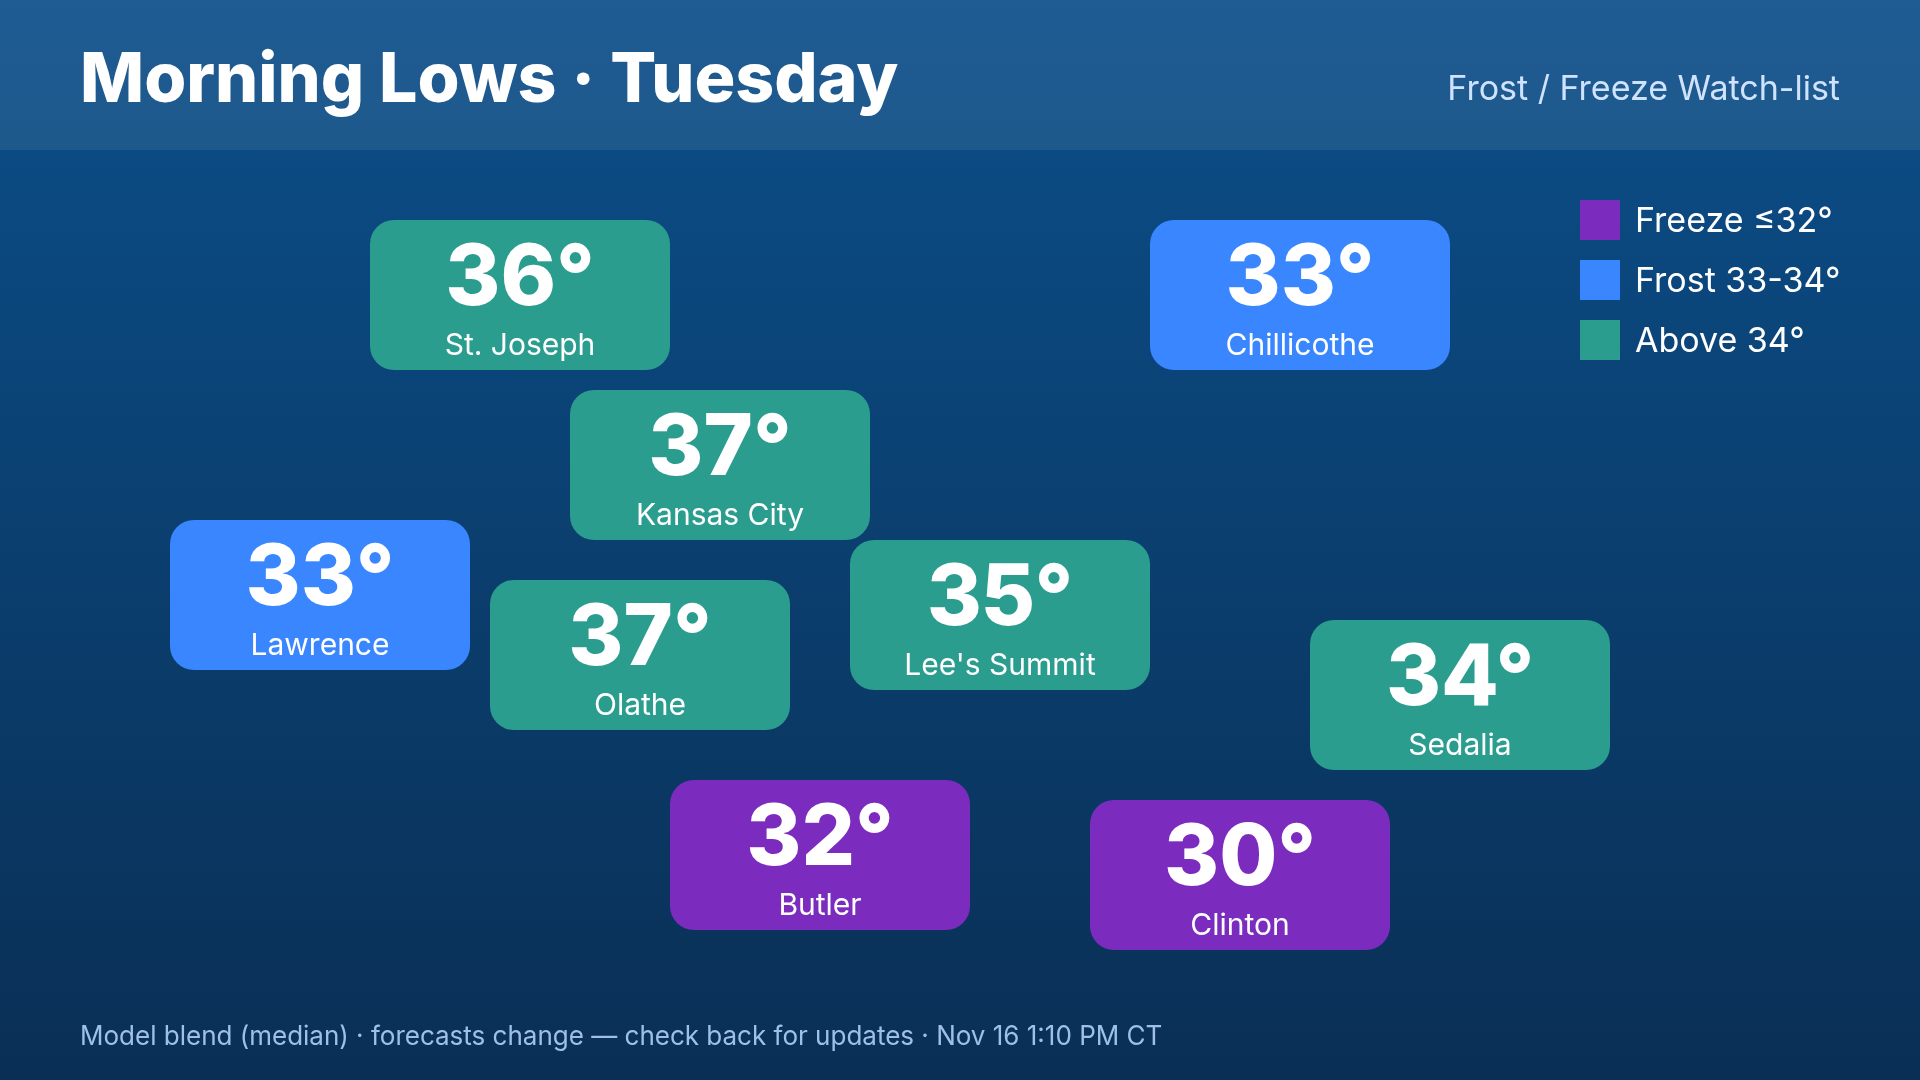 Morning Lows · Tuesday
Frost / Freeze Watch-list
Freeze ≤32°
Frost 33-34°
Above 34°
36°
St. Joseph
33°
Chillicothe
37°
Kansas City
33°
Lawrence
37°
Olathe
35°
Lee's Summit
34°
Sedalia
32°
Butler
30°
Clinton
Model blend (median) · forecasts change — check back for updates · Nov 16 1:10 PM CT